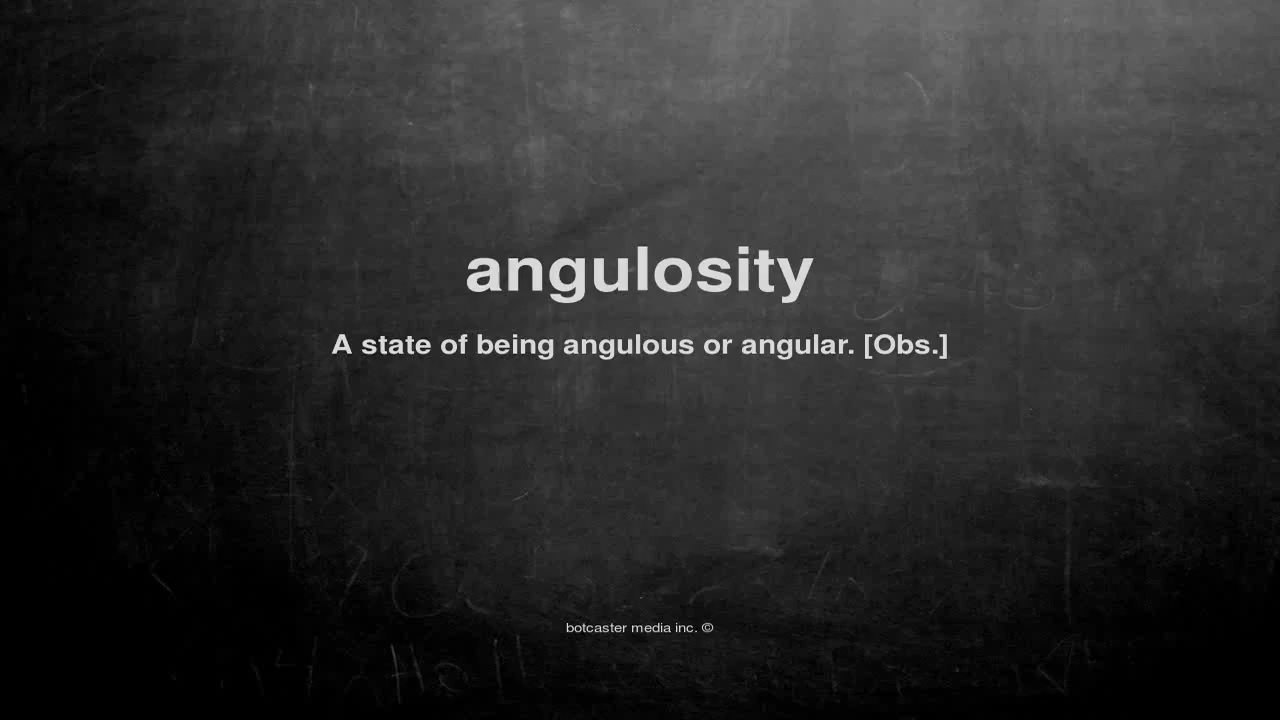 angulosity
A state of being angulous or angular. [Obs.]
botcaster media inc. ©